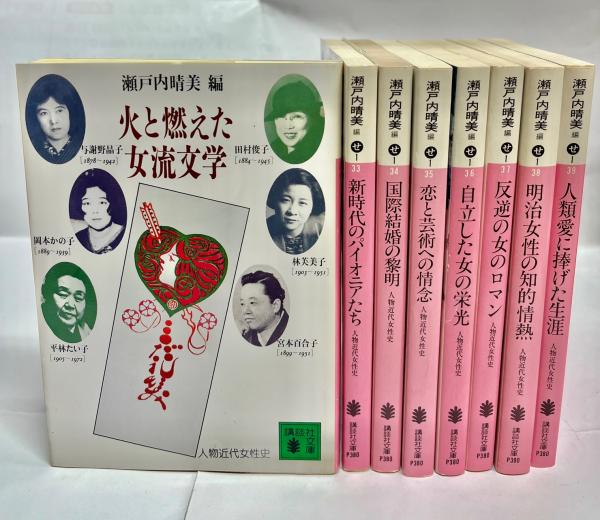 瀬戸内晴美 編
火と燃えた
女流文学
与謝野晶子
[1878〜1942]
田村俊子
[1884〜1945]
岡本かの子
[1889〜1939]
林芙美子
[1903〜1951]
平林たい子
[1905〜1972]
宮本百合子
[1899〜1951]
人物近代女性史
講談社
文庫
瀬戸内晴美 編 せ-33
新時代のパイオニアたち 人物近代女性史
講談社文庫
P380
瀬戸内晴美 編 せ-34
国際結婚の黎明 人物近代女性史
講談社文庫
P380
瀬戸内晴美 編 せ-35
恋と芸術への情念 人物近代女性史
講談社文庫
P380
瀬戸内晴美 編 せ-36
自立した女の栄光 人物近代女性史
講談社文庫
P380
瀬戸内晴美 編 せ-37
反逆の女のロマン 人物近代女性史
講談社文庫
P380
瀬戸内晴美 編 せ-38
明治女性の知的情熱 人物近代女性史
講談社文庫
P380
瀬戸内晴美 編 せ-39
人類愛に捧げた生涯 人物近代女性史
講談社文庫
P380